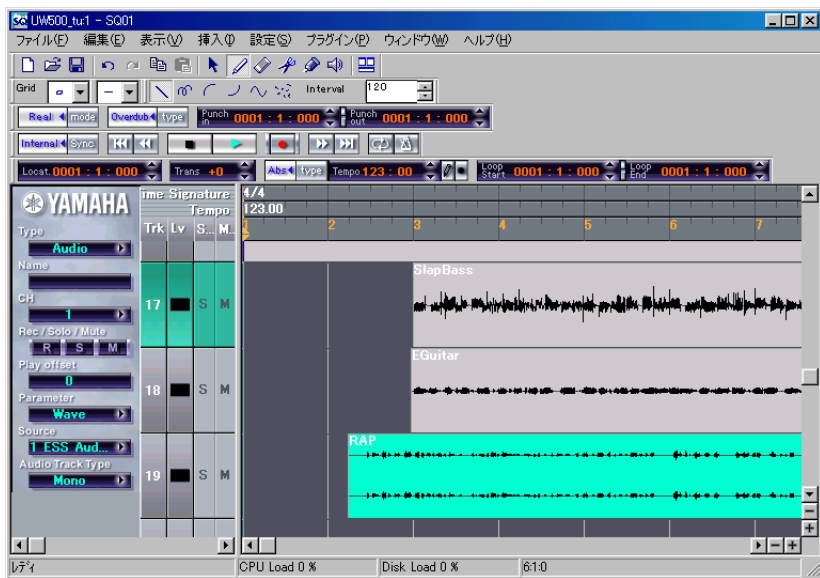 UW500_tu:1 - SQ01
ファイル(F) 編集(E) 表示(V) 挿入(I) 設定(S) プラグイン(P) ウィンドウ(W) ヘルプ(H)
Grid Interval 120
Real mode Overdub type Punch in 0001 : 1 : 000 Punch out 0001 : 1 : 000
Internal Sync
Locat. 0001 : 1 : 000 Trans +0 Abs type Tempo 123 : 00 Loop Start 0001 : 1 : 000 Loop End 0001 : 1 : 000
YAMAHA
ime Signature 4/4
Tempo 123.00
Trk Lv S... M..
1 2 3 4 5 6 7
Type
Audio
Name
CH
1
Rec / Solo / Mute
R S M
Play offset
0
Parameter
Wave
Source
1 ESS Aud...
Audio Track Type
Mono
17 S M
SlapBass
18 S M
EGuitar
19 S M
RAP
ﾚﾃﾞｨ CPU Load 0 % Disk Load 0 % 6:1:0